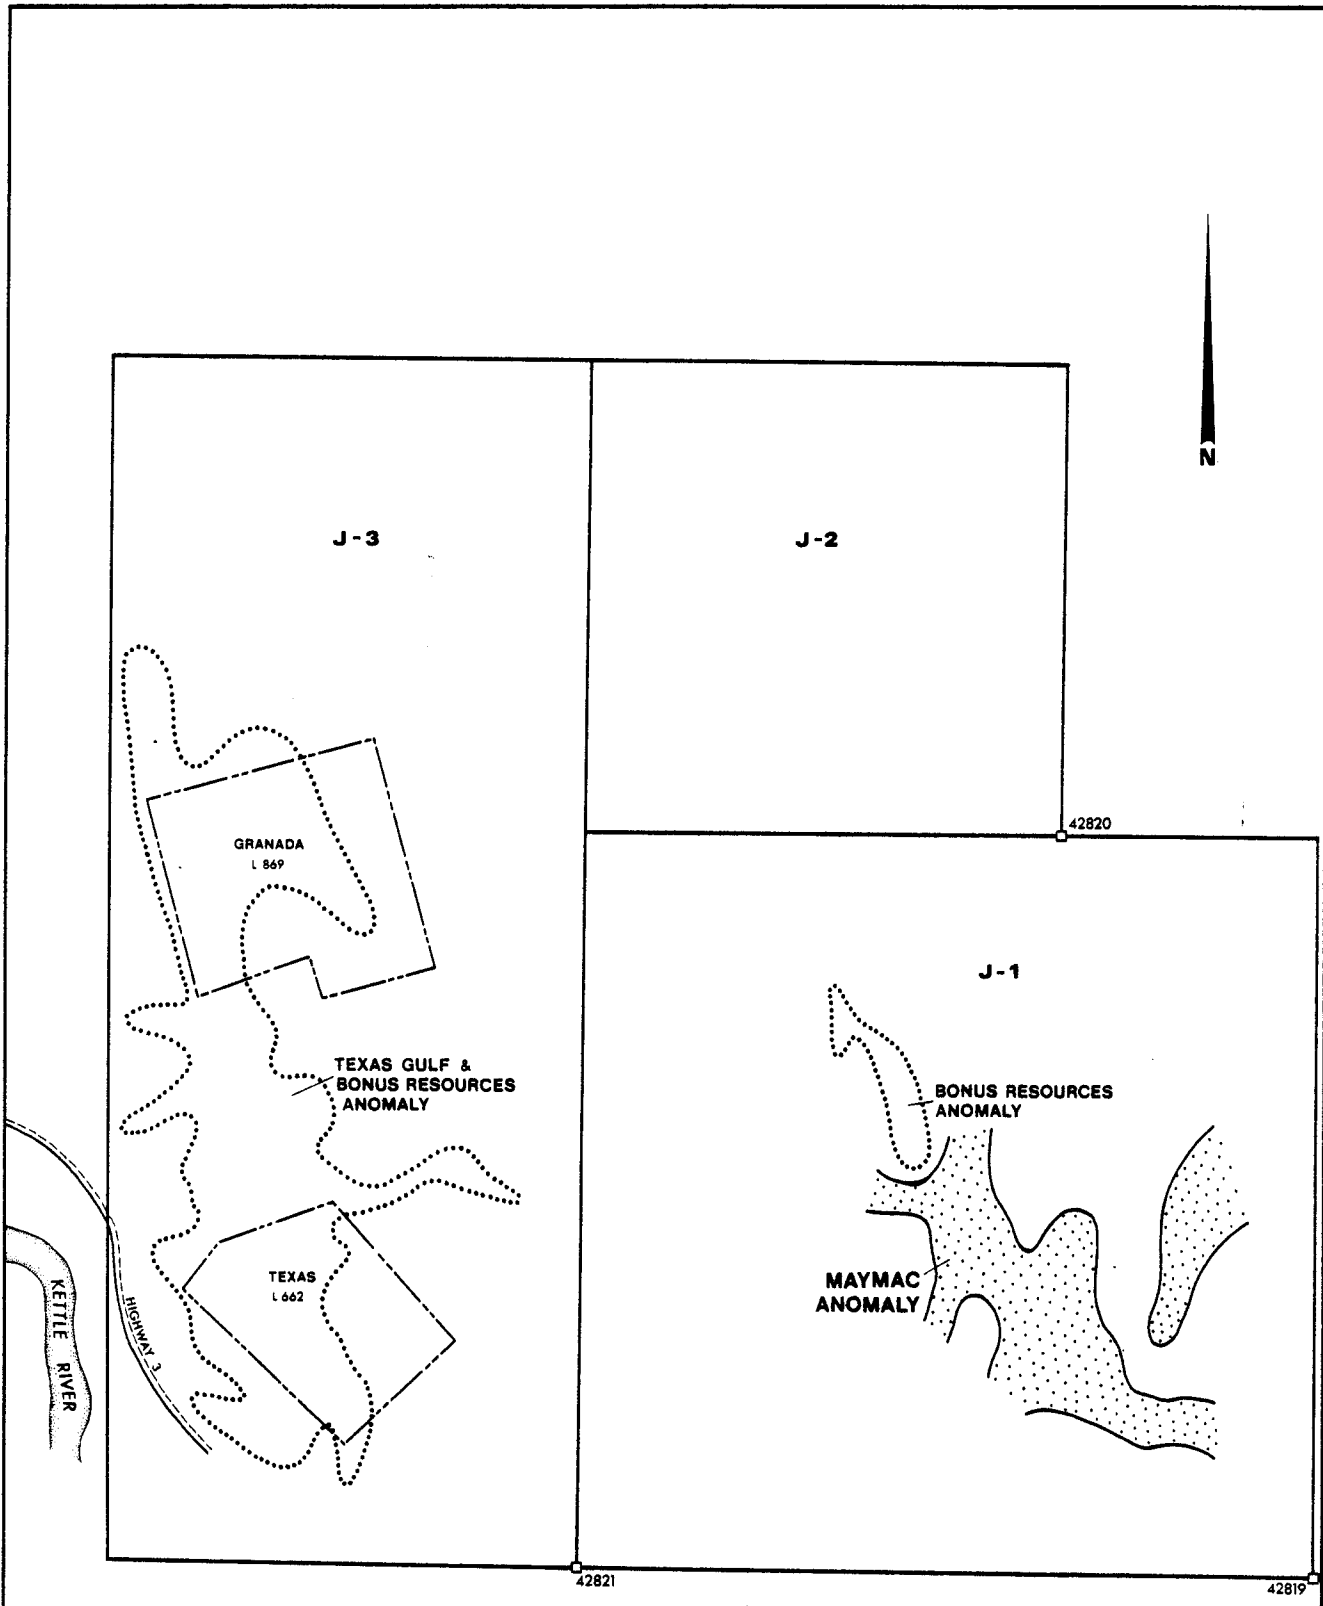 N
J-3
J-2
42820
GRANADA
L 869
J-1
TEXAS GULF &
BONUS RESOURCES
ANOMALY
BONUS RESOURCES
ANOMALY
TEXAS
L 662
MAYMAC
ANOMALY
KETTLE RIVER
HIGHWAY 3
42821
42819